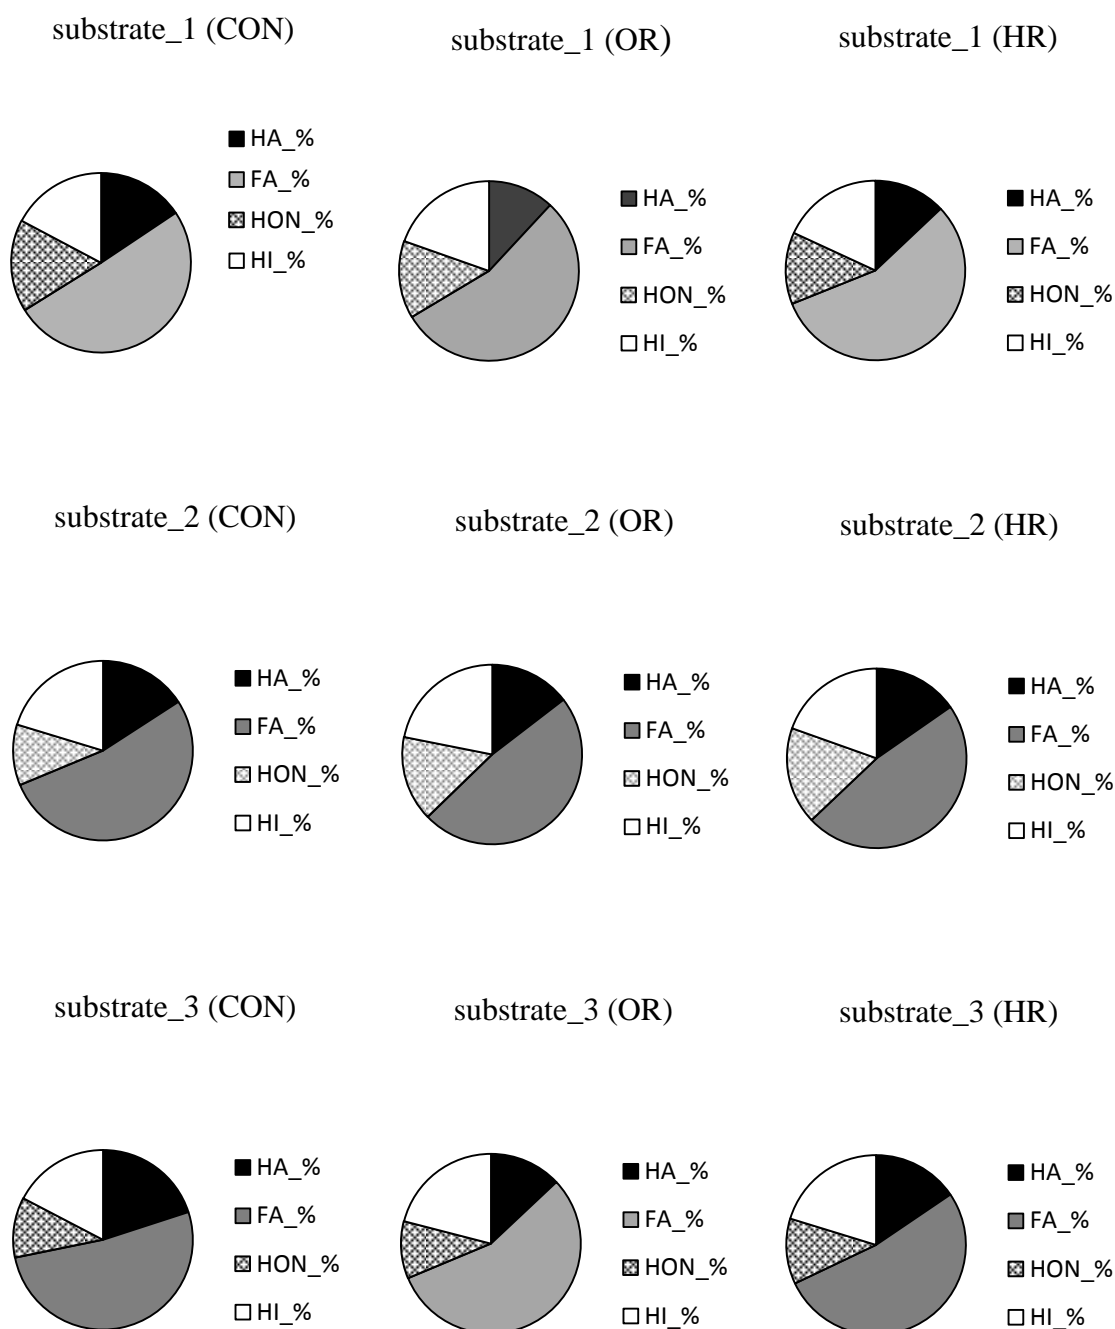 substrate_1 (CON)
HA_%
FA_%
HON_%
HI_%
substrate_1 (OR)
HA_%
FA_%
HON_%
HI_%
substrate_1 (HR)
HA_%
FA_%
HON_%
HI_%
substrate_2 (CON)
HA_%
FA_%
HON_%
HI_%
substrate_2 (OR)
HA_%
FA_%
HON_%
HI_%
substrate_2 (HR)
HA_%
FA_%
HON_%
HI_%
substrate_3 (CON)
HA_%
FA_%
HON_%
HI_%
substrate_3 (OR)
HA_%
FA_%
HON_%
HI_%
substrate_3 (HR)
HA_%
FA_%
HON_%
HI_%